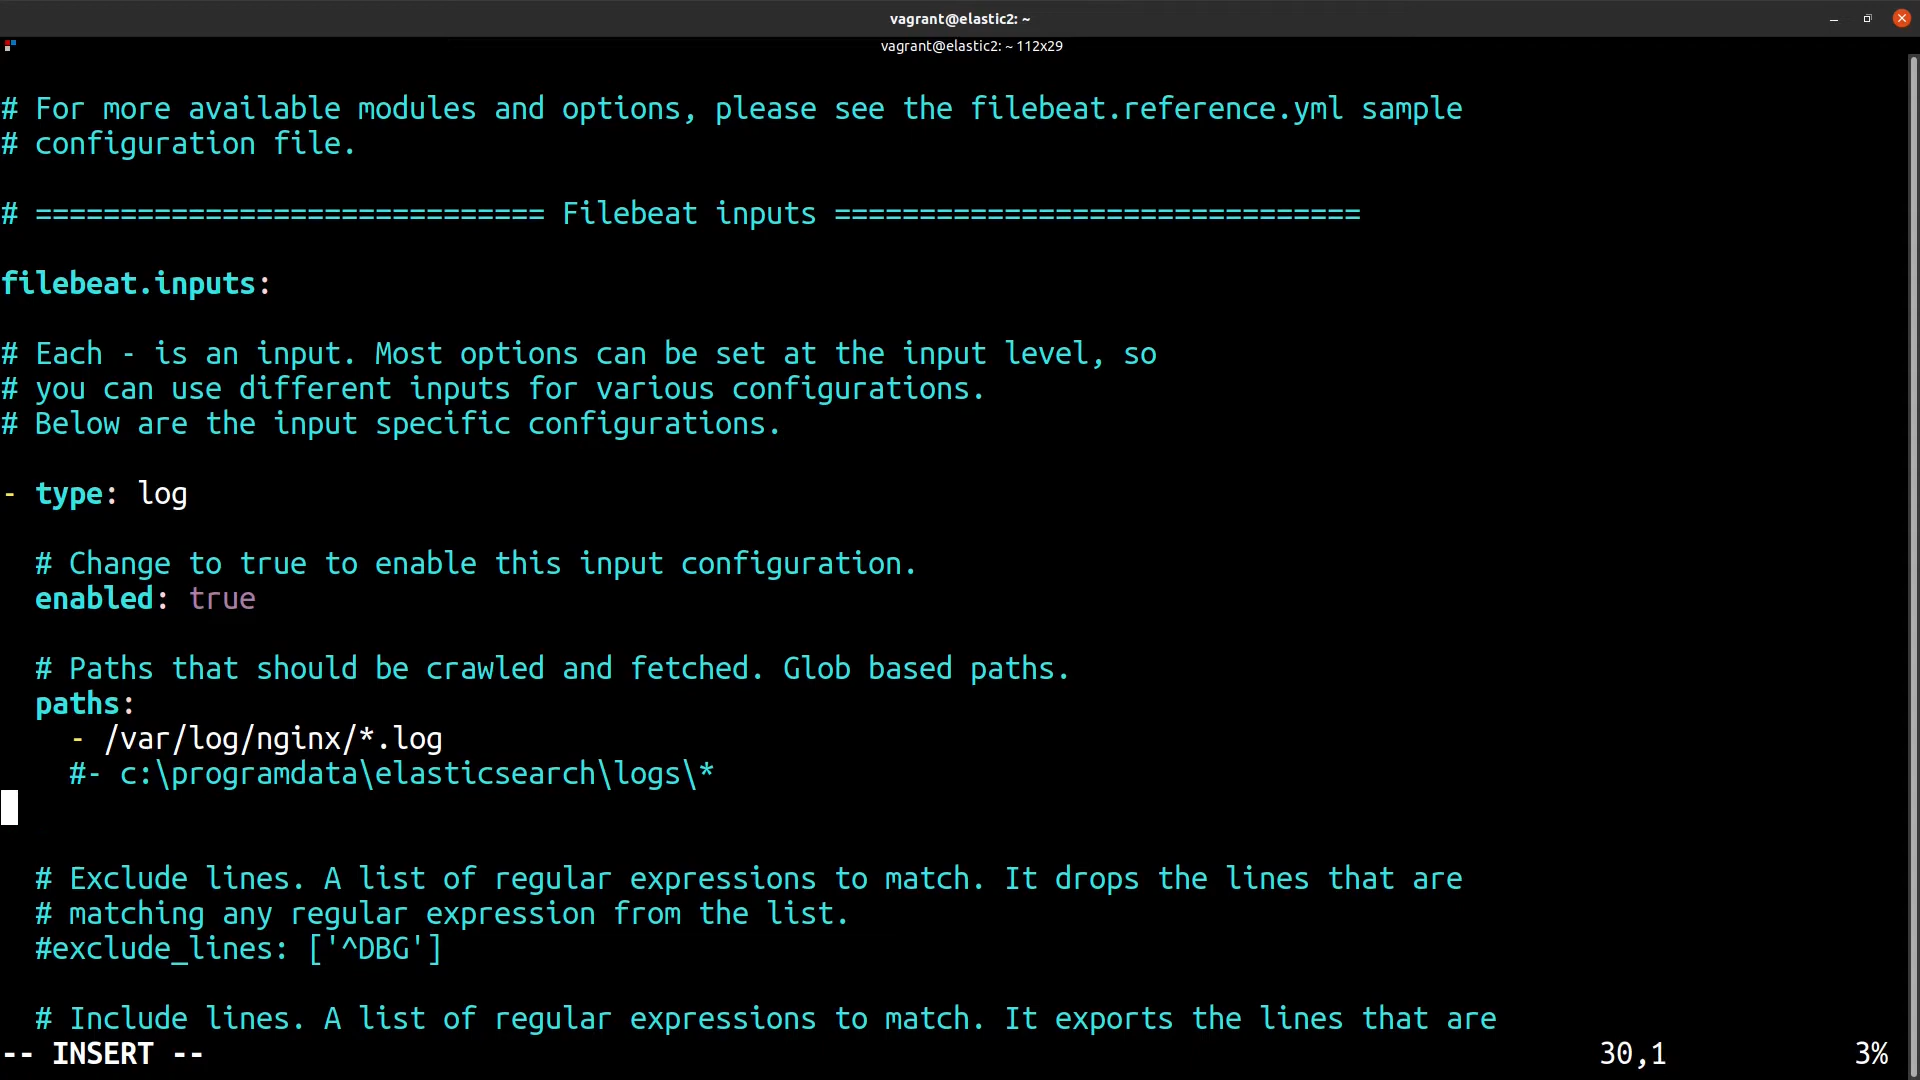 vagrant@elastic2: ~
vagrant@elastic2: ~ 112x29
# For more available modules and options, please see the filebeat.reference.yml sample
# configuration file.
# ============================== Filebeat inputs ===============================
filebeat.inputs:
# Each - is an input. Most options can be set at the input level, so
# you can use different inputs for various configurations.
# Below are the input specific configurations.
- type: log
  # Change to true to enable this input configuration.
  enabled: true
  # Paths that should be crawled and fetched. Glob based paths.
  paths:
    - /var/log/nginx/*.log
    #- c:\programdata\elasticsearch\logs\*
  # Exclude lines. A list of regular expressions to match. It drops the lines that are
  # matching any regular expression from the list.
  #exclude_lines: ['^DBG']
  # Include lines. A list of regular expressions to match. It exports the lines that are
-- INSERT -- 30,1 3%